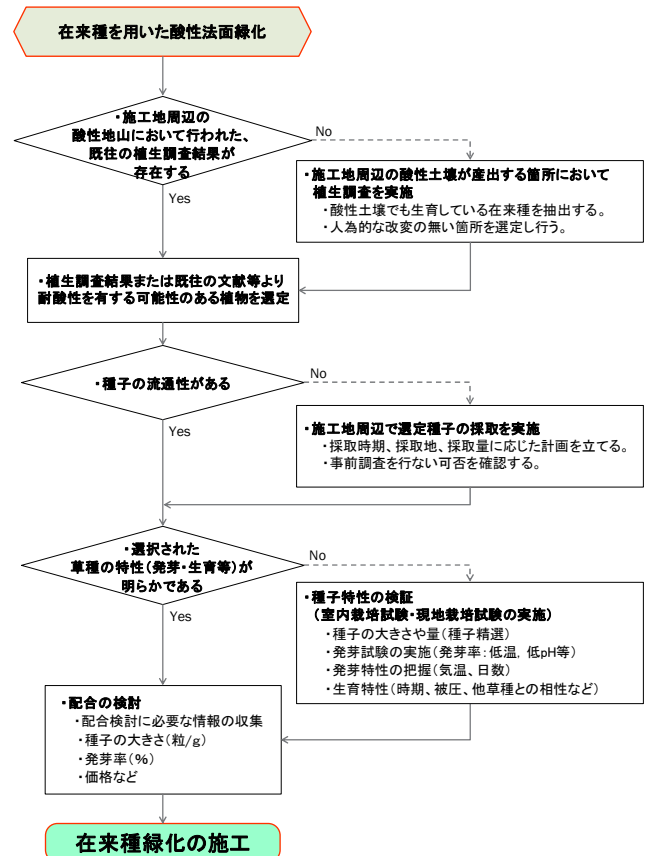 在来種を用いた酸性法面緑化
・施工地周辺の
酸性地山において行われた、
既往の植生調査結果が
存在する
No
Yes
・施工地周辺の酸性土壌が産出する箇所において
植生調査を実施
・酸性土壌でも生育している在来種を抽出する。
・人為的な改変の無い箇所を選定し行う。
・植生調査結果または既往の文献等より
耐酸性を有する可能性のある植物を選定
・種子の流通性がある
No
Yes
・施工地周辺で選定種子の採取を実施
・採取時期、採取地、採取量に応じた計画を立てる。
・事前調査を行ない可否を確認する。
・選択された
草種の特性(発芽・生育等)が
明らかである
No
Yes
・種子特性の検証
(室内栽培試験・現地栽培試験の実施)
・種子の大きさや量(種子精選)
・発芽試験の実施(発芽率:低温, 低pH等)
・発芽特性の把握(気温、日数)
・生育特性(時期、被圧、他草種との相性など)
・配合の検討
・配合検討に必要な情報の収集
・種子の大きさ(粒/g)
・発芽率(%)
・価格など
在来種緑化の施工